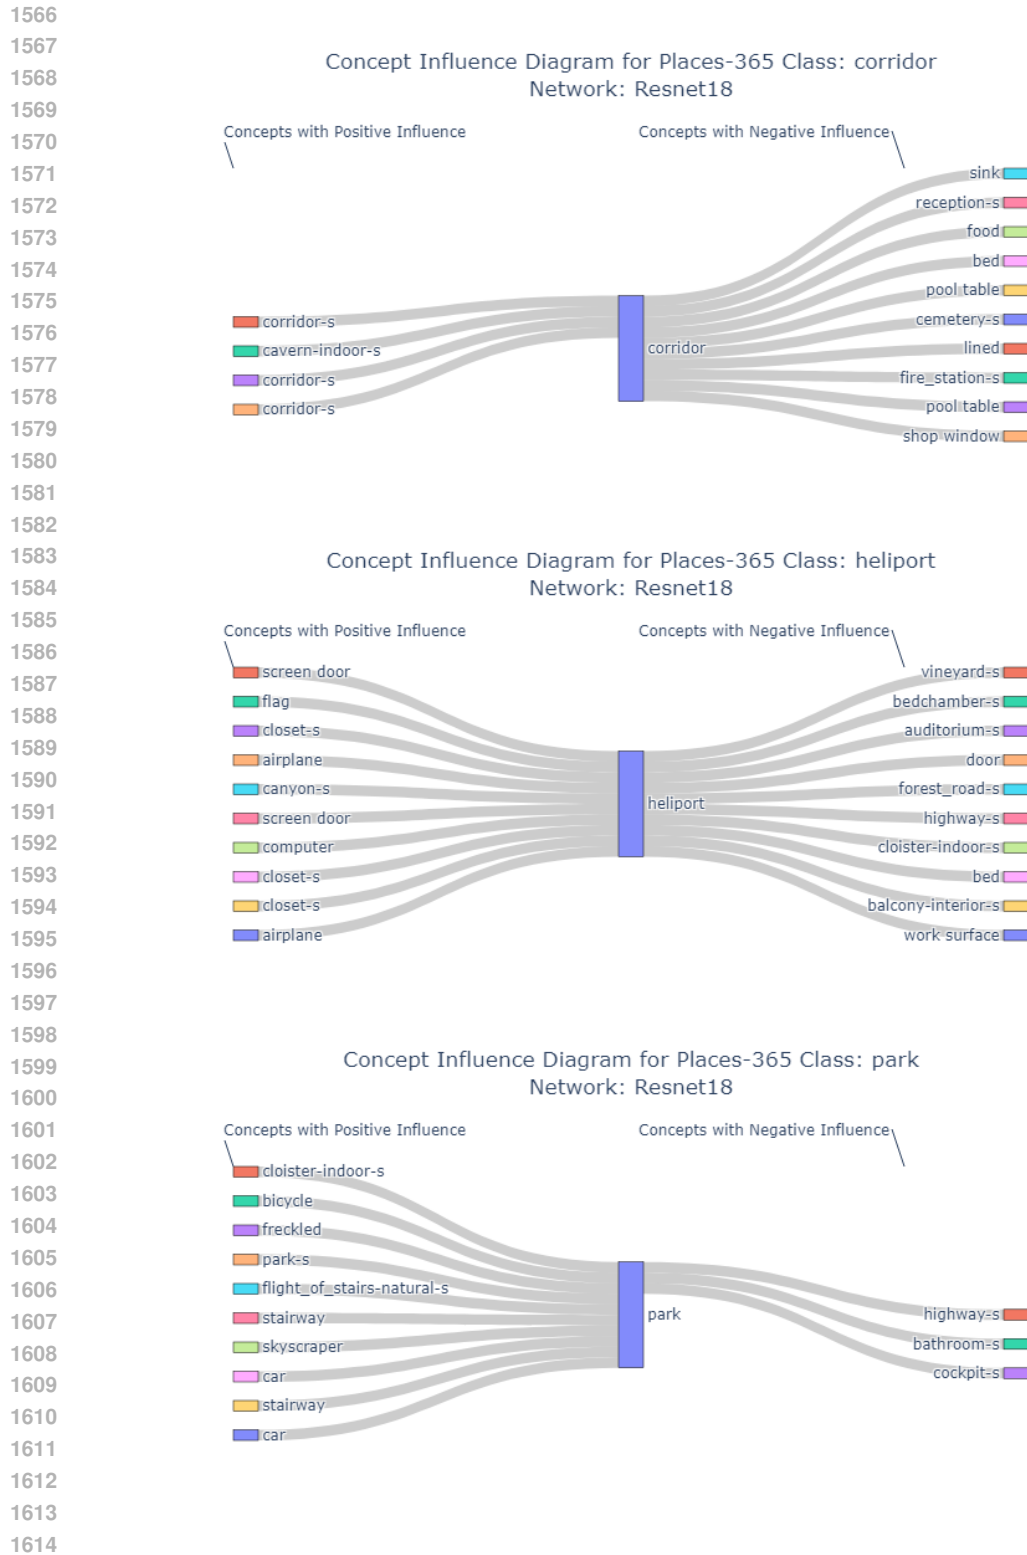 1566
1567
Concept Influence Diagram for Places-365 Class: corridor
1568
Network: Resnet18
1569
1570
Concepts with Positive Influence
Concepts with Negative Influence
1571
sink
1572
reception-s
1573
food
1574
bed
1575
pool table
1576
corridor-s
cemetery-s
1577
cavern-indoor-s
corridor
lined
1578
corridor-s
fire_station-s
1579
corridor-s
pool table
1580
shop window
1581
1582
1583
Concept Influence Diagram for Places-365 Class: heliport
1584
Network: Resnet18
1585
1586
Concepts with Positive Influence
Concepts with Negative Influence
1587
screen door
vineyard-s
1588
flag
bedchamber-s
1589
closet-s
auditorium-s
1590
airplane
door
1591
canyon-s
heliport
forest_road-s
1592
screen door
highway-s
1593
computer
cloister-indoor-s
1594
closet-s
bed
1595
closet-s
balcony-interior-s
airplane
work surface
1596
1597
1598
1599
Concept Influence Diagram for Places-365 Class: park
1600
Network: Resnet18
1601
Concepts with Positive Influence
Concepts with Negative Influence
1602
cloister-indoor-s
1603
bicycle
1604
freckled
1605
park-s
1606
flight_of_stairs-natural-s
1607
stairway
park
highway-s
1608
skyscraper
bathroom-s
1609
car
cockpit-s
1610
stairway
1611
car
1612
1613
1614